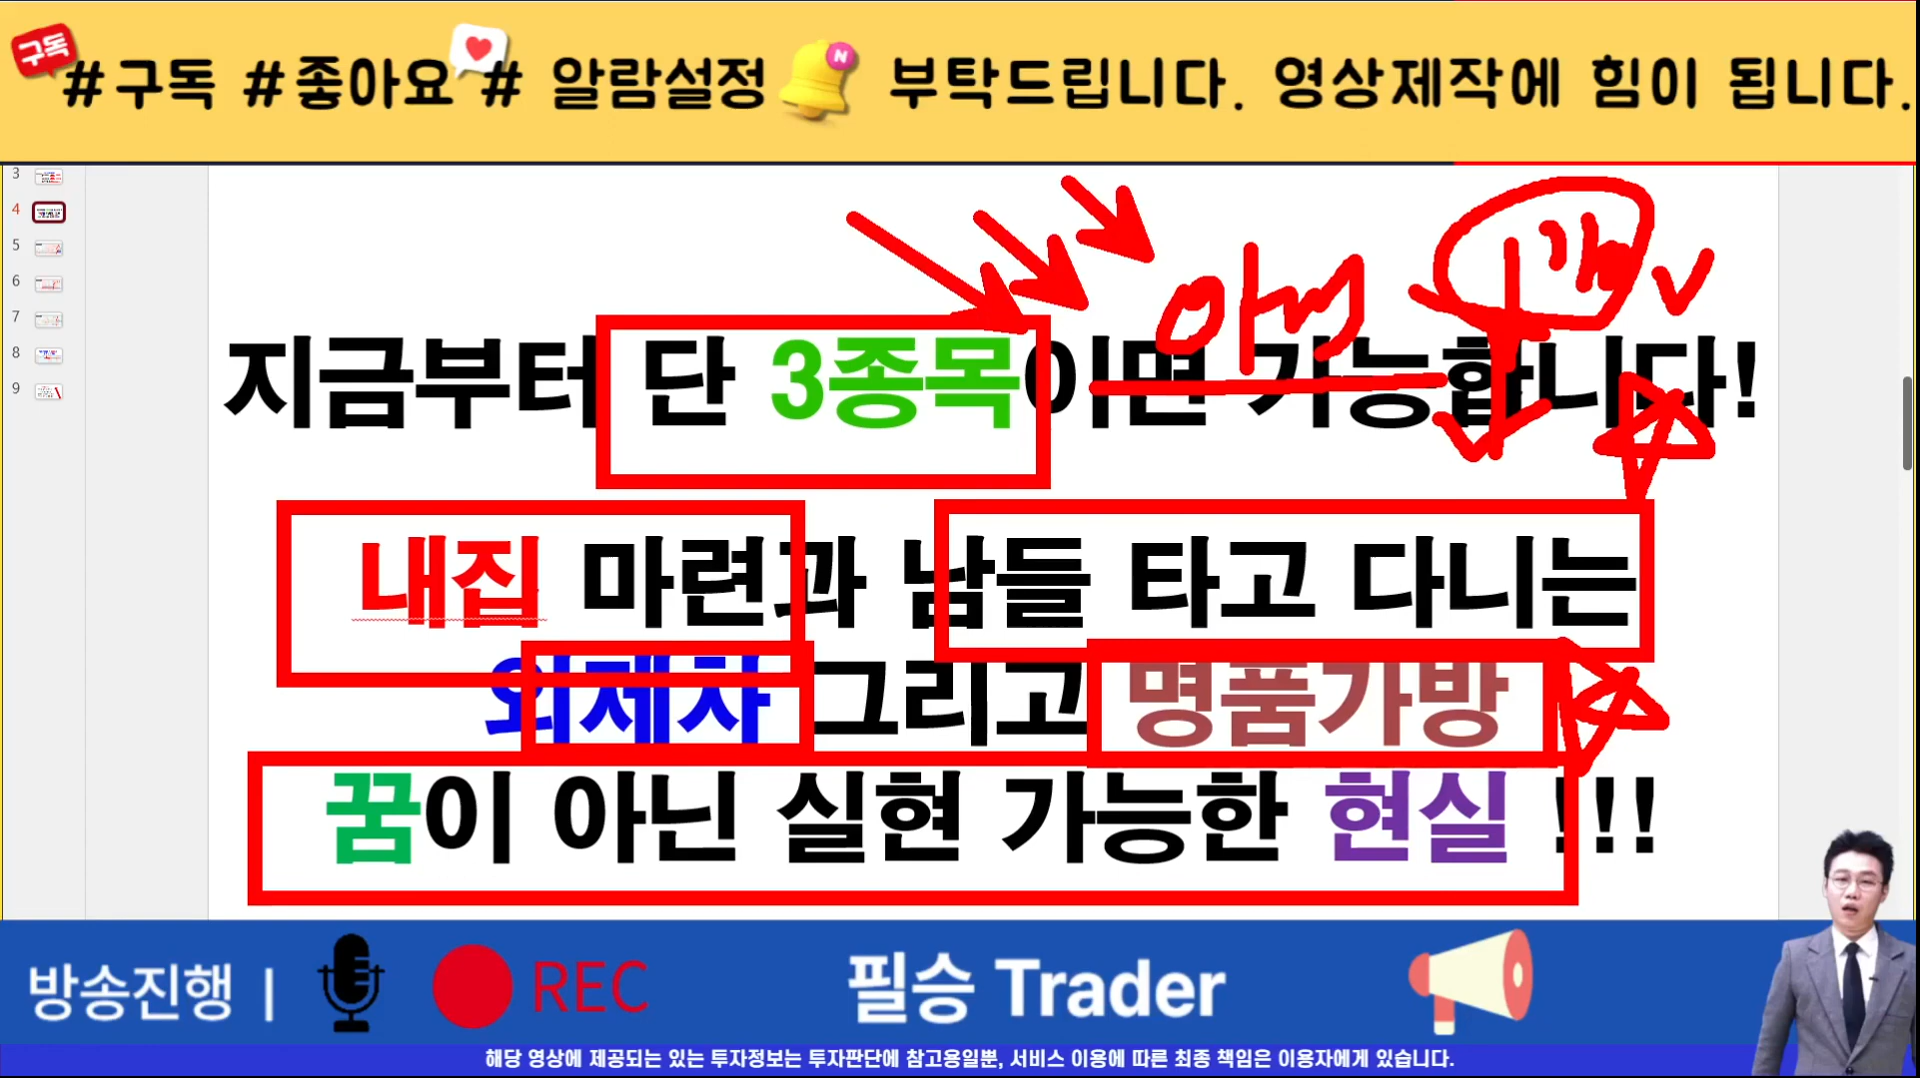 구독
#구독 #좋아요 # 알람설정 N 부탁드립니다. 영상제작에 힘이 됩니다.
3
4
5
6
7
8
9
지금부터 단 3종목이면 가능합니다!
내집 마련과 남들 타고 다니는
외제차 그리고 명품가방
꿈이 아닌 실현 가능한 현실 !!!
방송진행 | REC 필승 Trader
해당 영상에 제공되는 있는 투자정보는 투자판단에 참고용일뿐, 서비스 이용에 따른 최종 책임은 이용자에게 있습니다.